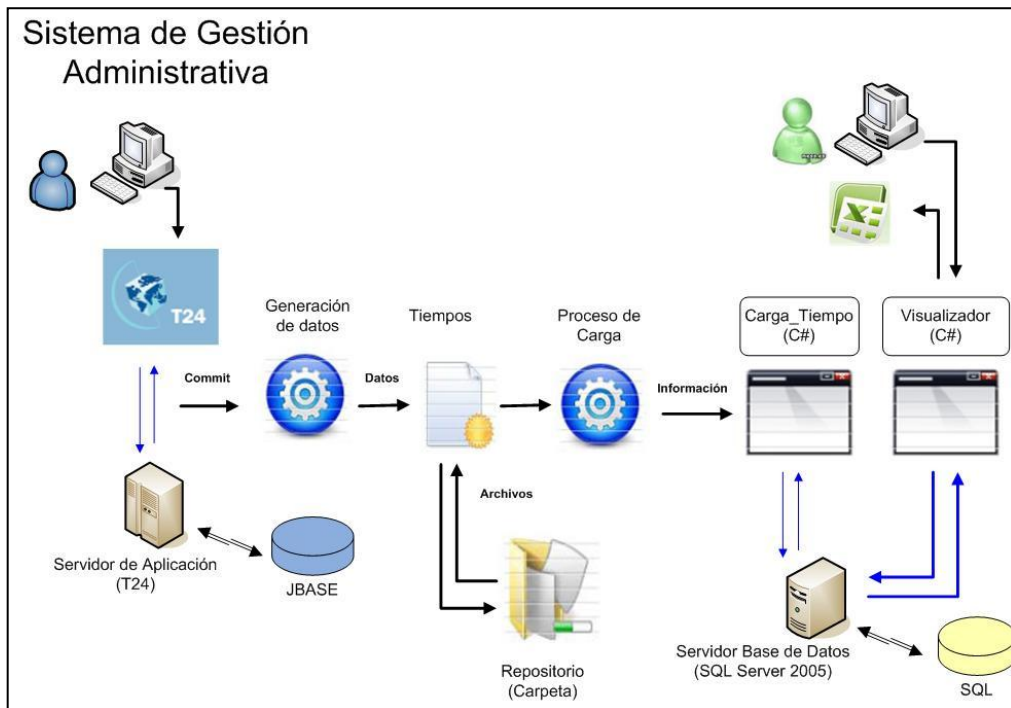 Sistema de Gestión
Administrativa
T24
Generación
de datos
Tiempos
Proceso de
Carga
Carga_Tiempo
(C#)
Visualizador
(C#)
Commit
Datos
Información
Archivos
Servidor de Aplicación
(T24)
JBASE
Repositorio
(Carpeta)
Servidor Base de Datos
(SQL Server 2005)
SQL